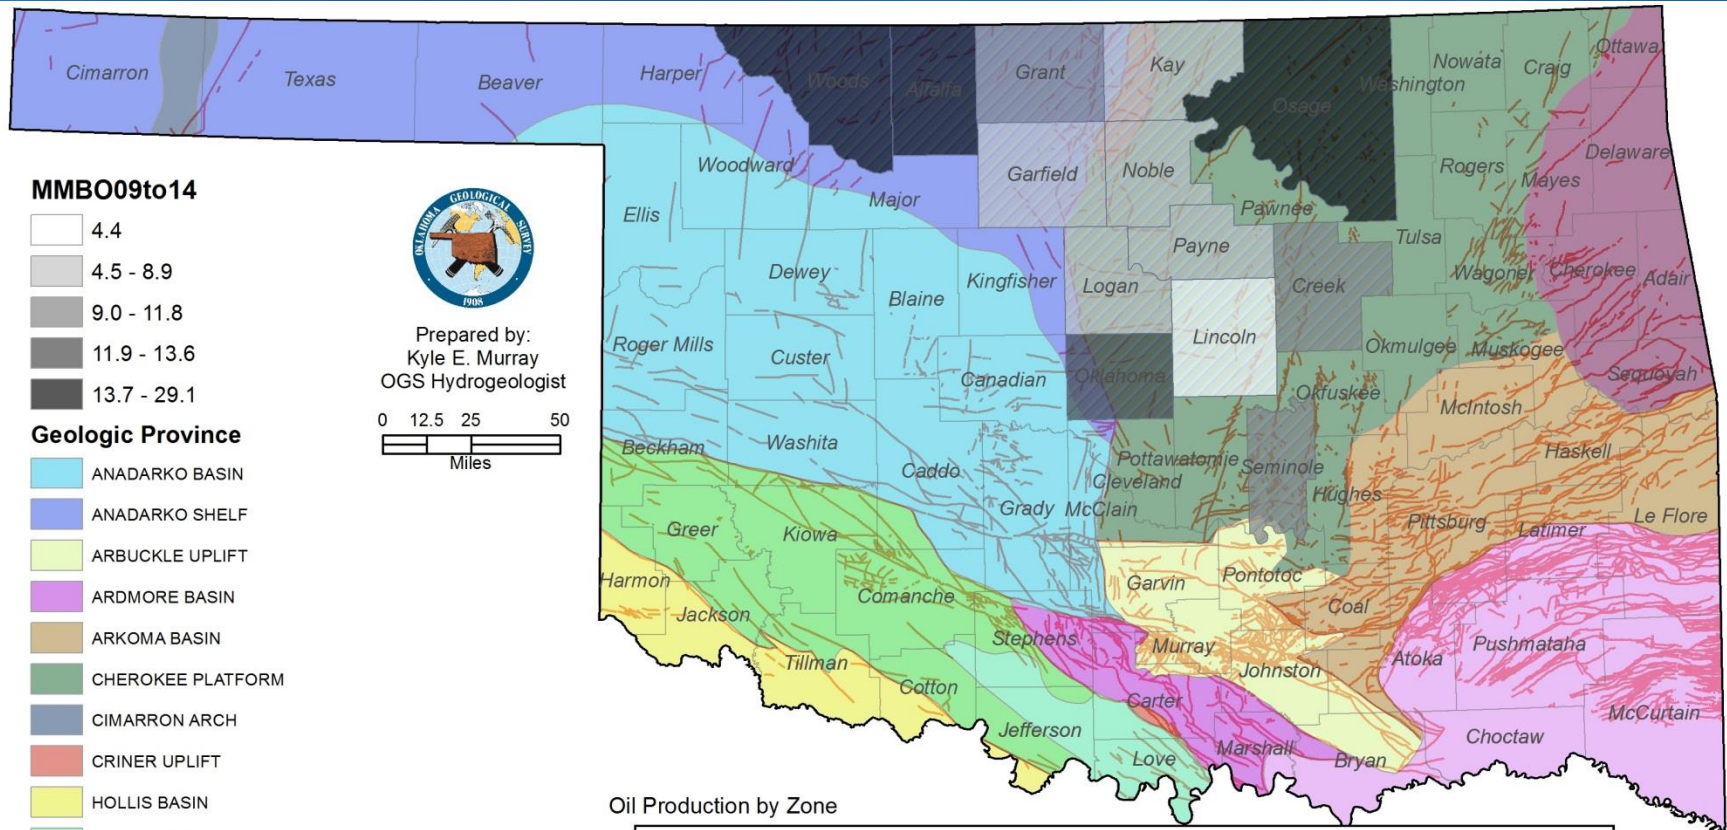 Cimarron
Texas
Beaver
Harper
Woods
Alfalfa
Grant
Kay
Osage
Washington
Nowata
Craig
Ottawa
Woodward
Major
Garfield
Noble
Pawnee
Rogers
Mayes
Delaware
Ellis
Dewey
Blaine
Kingfisher
Logan
Payne
Creek
Tulsa
Wagoner
Cherokee
Adair
Roger Mills
Custer
Canadian
Oklahoma
Lincoln
Okfuskee
Okmulgee
Muskogee
Sequoyah
McIntosh
Haskell
Beckham
Washita
Caddo
Grady
McClain
Cleveland
Pottawatomie
Seminole
Hughes
Pittsburg
Latimer
Le Flore
Greer
Kiowa
Harmon
Jackson
Comanche
Tillman
Cotton
Stephens
Jefferson
Garvin
Pontotoc
Murray
Johnston
Coal
Carter
Love
Marshall
Bryan
Atoka
Pushmataha
Choctaw
McCurtain
MMBO09to14
4.4
4.5 - 8.9
9.0 - 11.8
11.9 - 13.6
13.7 - 29.1
Geologic Province
ANADARKO BASIN
ANADARKO SHELF
ARBUCKLE UPLIFT
ARDMORE BASIN
ARKOMA BASIN
CHEROKEE PLATFORM
CIMARRON ARCH
CRINER UPLIFT
HOLLIS BASIN
OKLAHOMA GEOLOGICAL SURVEY
1908
Prepared by:
Kyle E. Murray
OGS Hydrogeologist
0 12.5 25 50
Miles
Oil Production by Zone